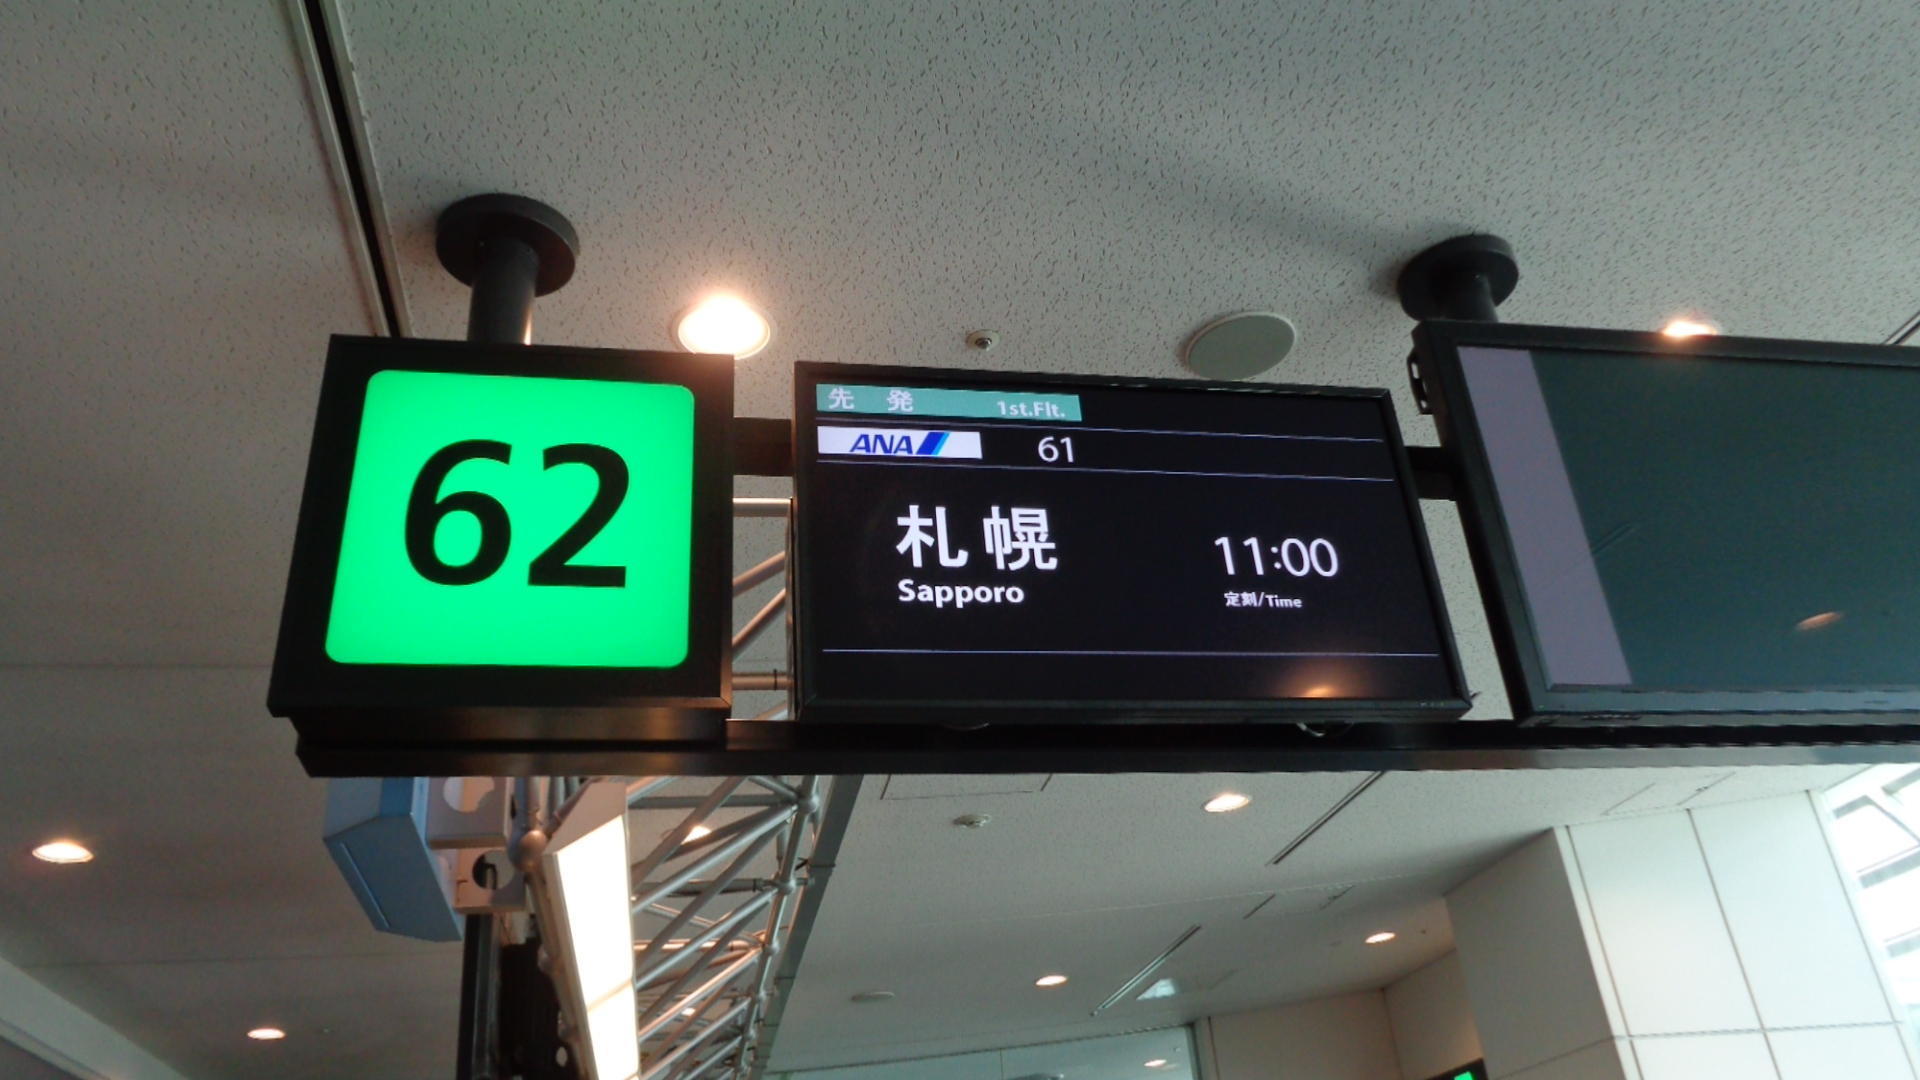 62
先 発 1st.Flt.
ANA 61
札幌 11:00
Sapporo 定刻/Time